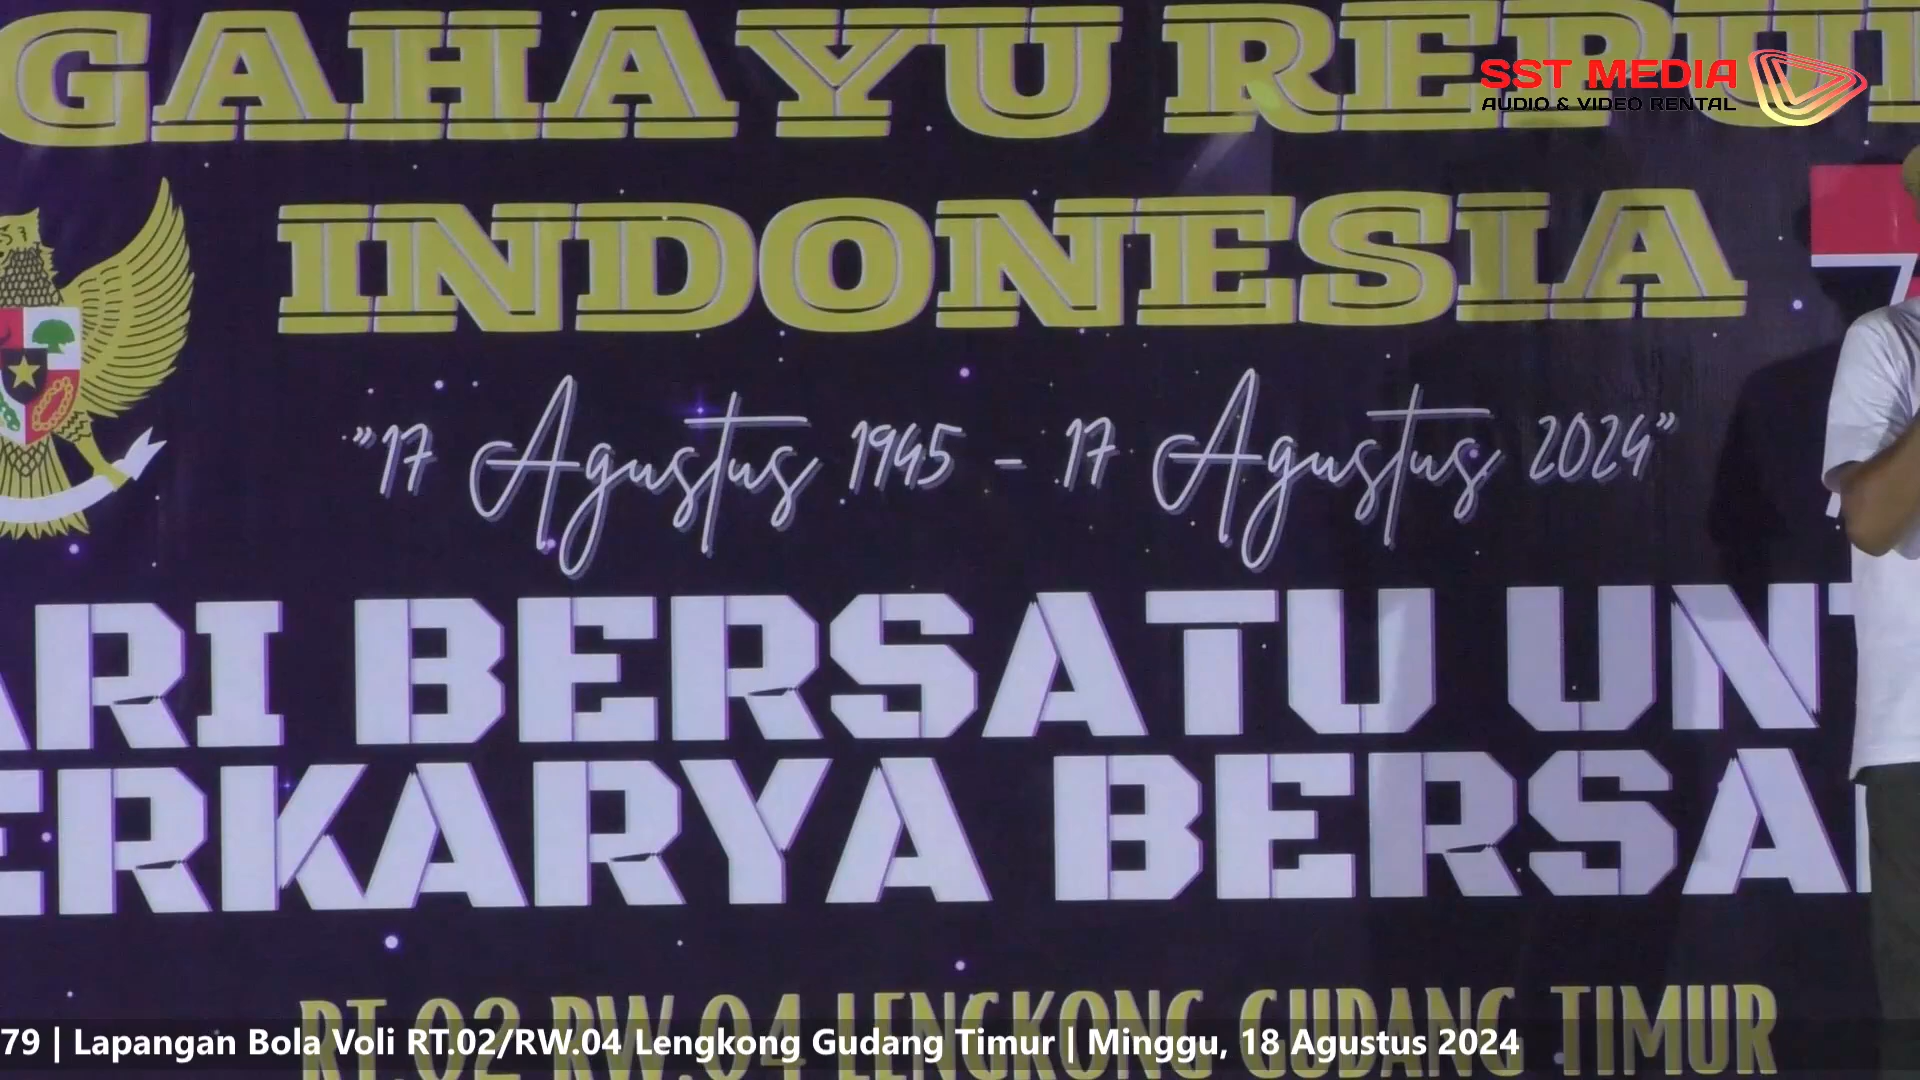 GAHAYU REPU
SST MEDIA
AUDIO & VIDEO RENTAL
INDONESIA
7
"17 Agustus 1945 - 17 Agustus 2024"
ARI BERSATU UNT
ERKARYA BERSA
RT.02 RW.04 LENGKONG GUDANG TIMUR
79 | Lapangan Bola Voli RT.02/RW.04 Lengkong Gudang Timur | Minggu, 18 Agustus 2024